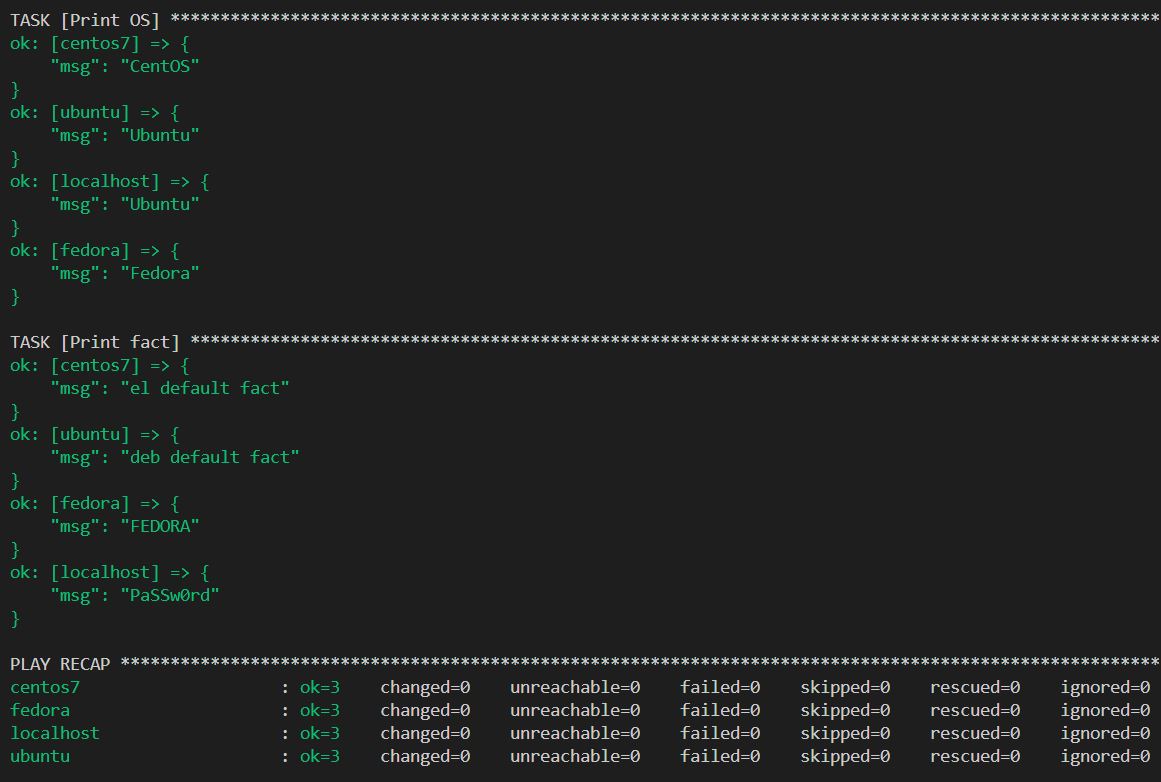 TASK [Print OS] ***************************************************************************************************
ok: [centos7] => {
    "msg": "CentOS"
}
ok: [ubuntu] => {
    "msg": "Ubuntu"
}
ok: [localhost] => {
    "msg": "Ubuntu"
}
ok: [fedora] => {
    "msg": "Fedora"
}

TASK [Print fact] *************************************************************************************************
ok: [centos7] => {
    "msg": "el default fact"
}
ok: [ubuntu] => {
    "msg": "deb default fact"
}
ok: [fedora] => {
    "msg": "FEDORA"
}
ok: [localhost] => {
    "msg": "PaSSw0rd"
}

PLAY RECAP ********************************************************************************************************
centos7                    : ok=3    changed=0    unreachable=0    failed=0    skipped=0    rescued=0    ignored=0
fedora                     : ok=3    changed=0    unreachable=0    failed=0    skipped=0    rescued=0    ignored=0
localhost                  : ok=3    changed=0    unreachable=0    failed=0    skipped=0    rescued=0    ignored=0
ubuntu                     : ok=3    changed=0    unreachable=0    failed=0    skipped=0    rescued=0    ignored=0